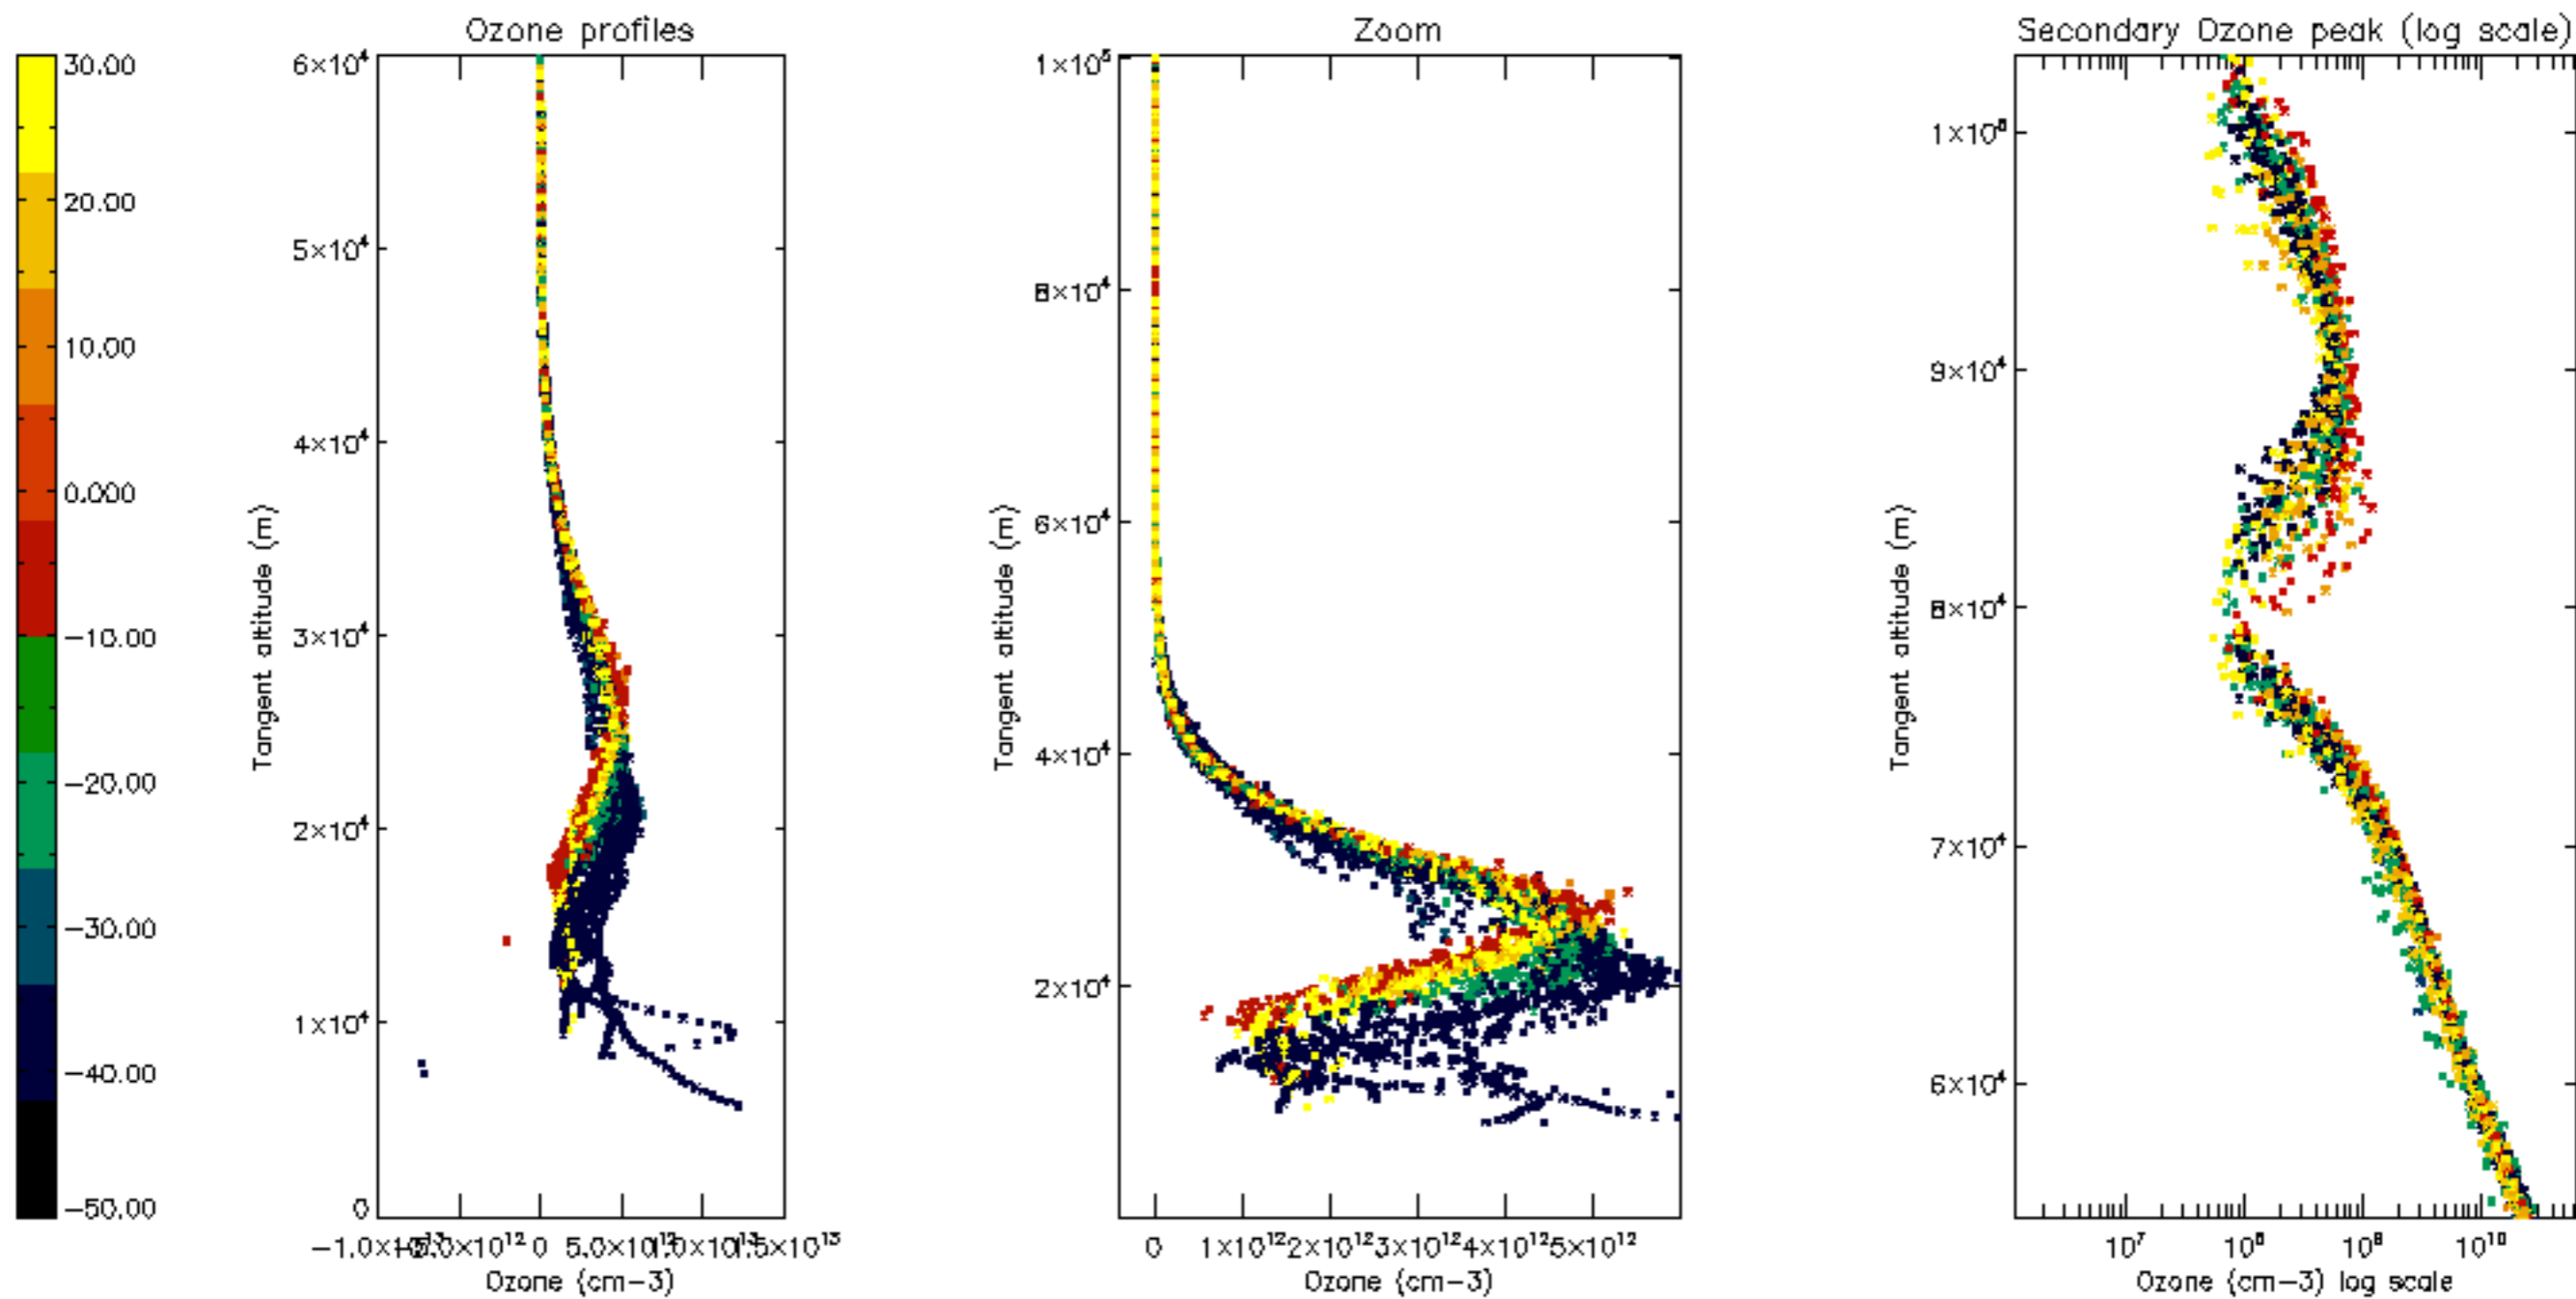 Ozone profiles
Zoom
Secondary Ozone peak (log scale)
30.00
20.00
10.00
0.000
-10.00
-20.00
-30.00
-40.00
-50.00
Tangent altitude (m)
6×10⁴
5×10⁴
4×10⁴
3×10⁴
2×10⁴
1×10⁴
0
0
Ozone (cm-3)
Tangent altitude (m)
1×10⁵
8×10⁴
6×10⁴
4×10⁴
2×10⁴
0 1×10¹² 2×10¹² 3×10¹² 4×10¹² 5×10¹²
Ozone (cm-3)
Tangent altitude (m)
9×10⁴
8×10⁴
7×10⁴
6×10⁴
10⁷ 10⁸ 10⁹ 10¹⁰
Ozone (cm-3) log scale